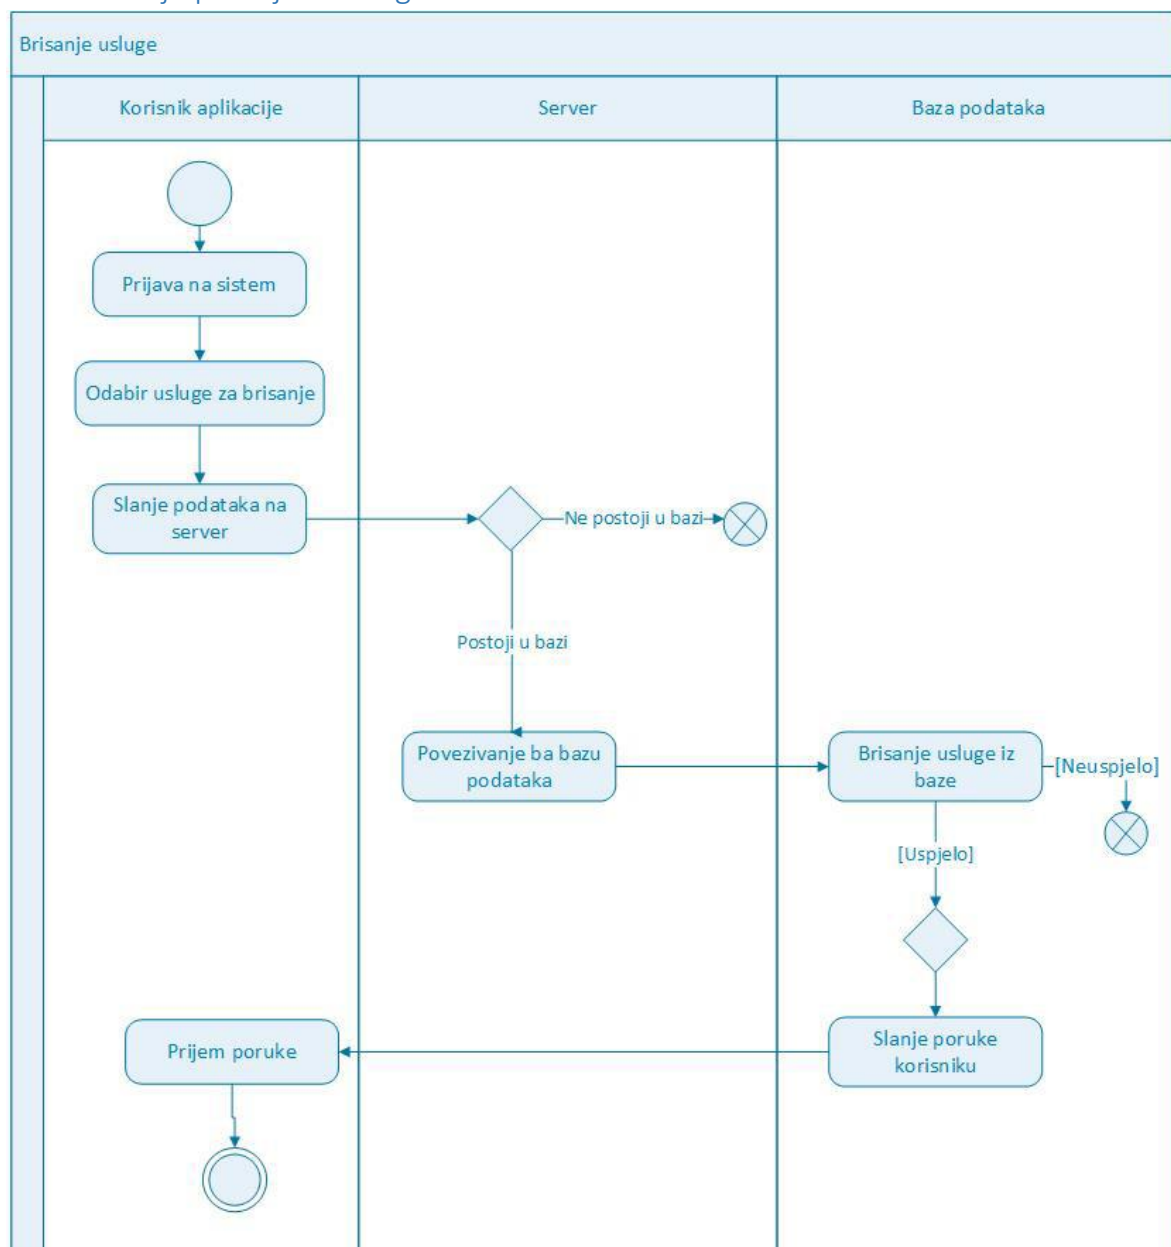 Brisanje usluge
Korisnik aplikacije
Server
Baza podataka
Prijava na sistem
Odabir usluge za brisanje
Slanje podataka na
server
Ne postoji u bazi
Postoji u bazi
Povezivanje ba bazu
podataka
Brisanje usluge iz
baze
[Neuspjelo]
[Uspjelo]
Slanje poruke
korisniku
Prijem poruke